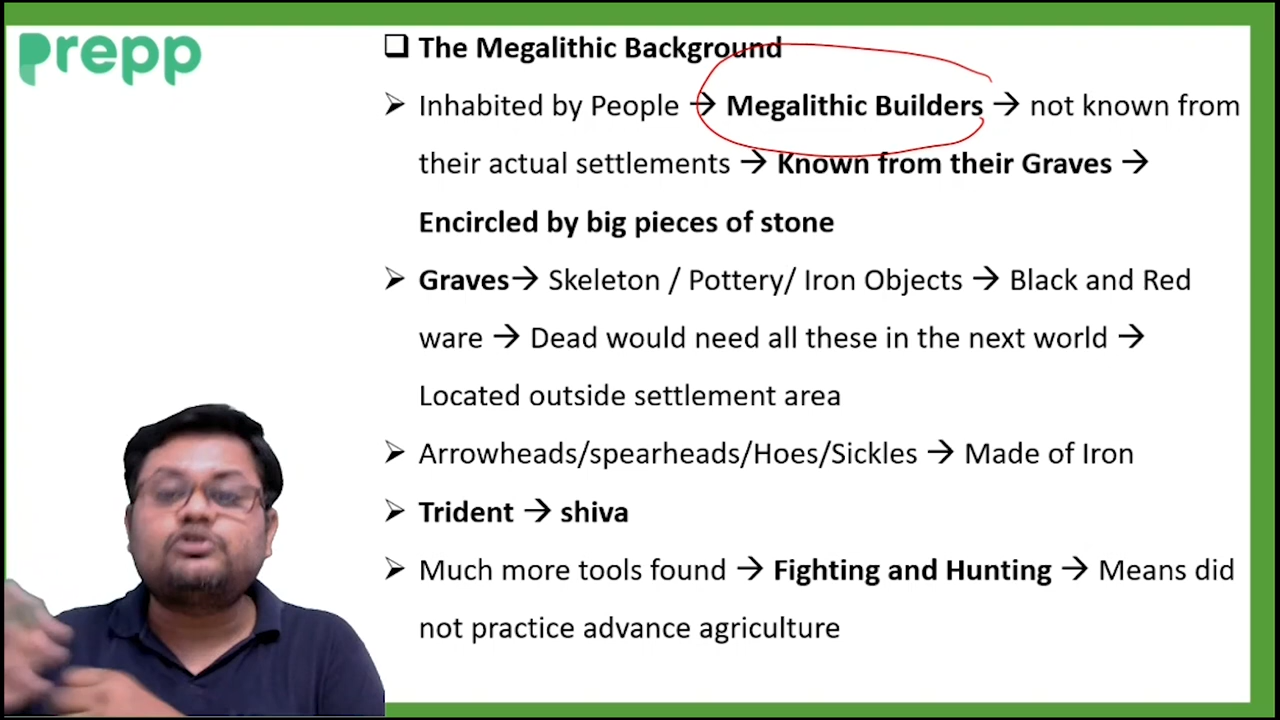 prepp
❑ The Megalithic Background
➢ Inhabited by People → Megalithic Builders → not known from
their actual settlements → Known from their Graves →
Encircled by big pieces of stone
➢ Graves→ Skeleton / Pottery/ Iron Objects → Black and Red
ware → Dead would need all these in the next world →
Located outside settlement area
➢ Arrowheads/spearheads/Hoes/Sickles → Made of Iron
➢ Trident → shiva
➢ Much more tools found → Fighting and Hunting → Means did
not practice advance agriculture